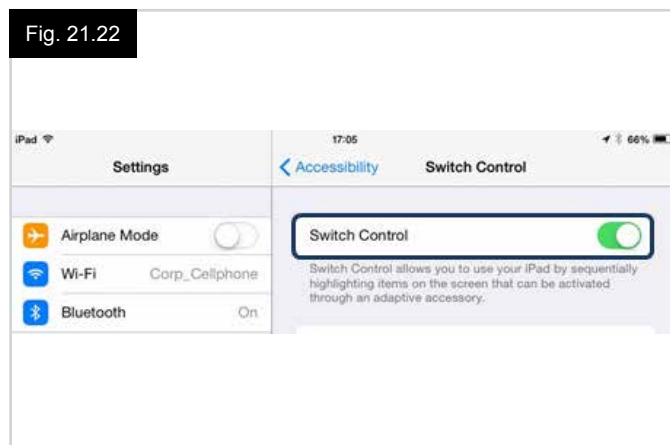 Fig. 21.22
iPad 17:05 66%
Settings
Accessibility Switch Control
Airplane Mode
Wi-Fi Corp_Cellphone
Bluetooth On
Switch Control
Switch Control allows you to use your iPad by sequentially
highlighting items on the screen that can be activated
through an adaptive accessory.